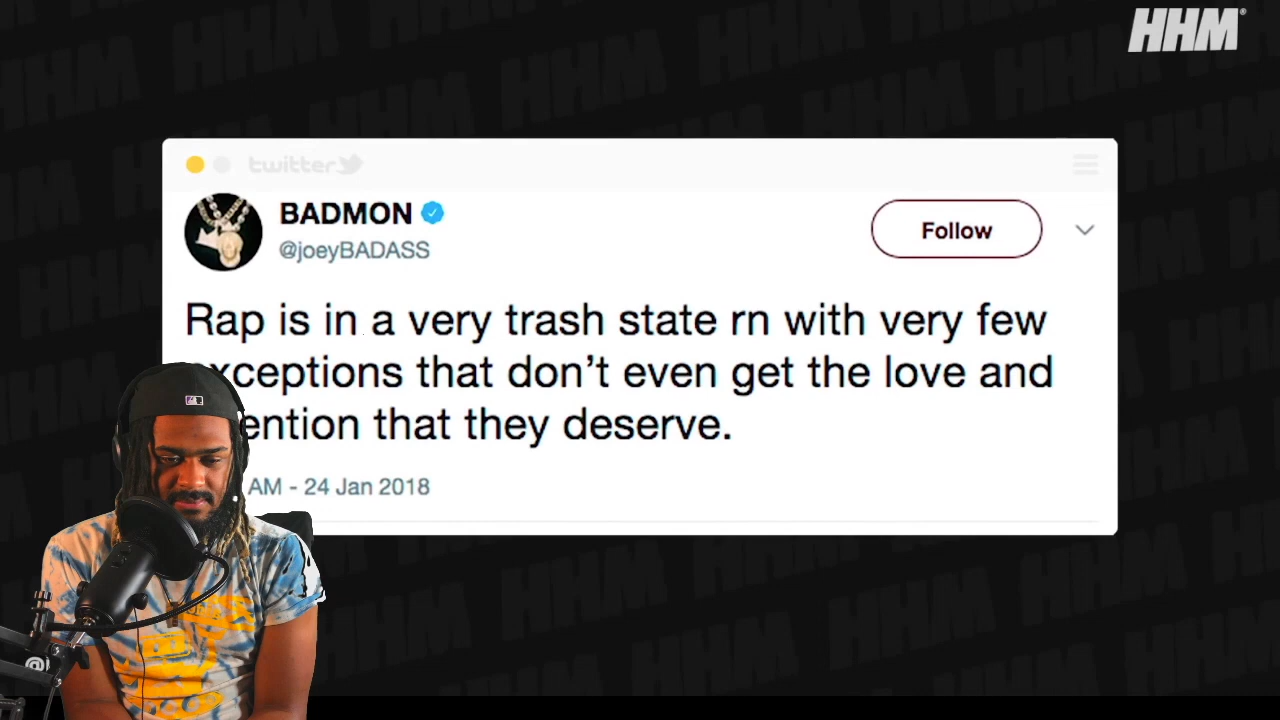 HHM
twitter
BADMON
@joeyBADASS
Follow
Rap is in a very trash state rn with very few
xceptions that don't even get the love and
ention that they deserve.
AM - 24 Jan 2018